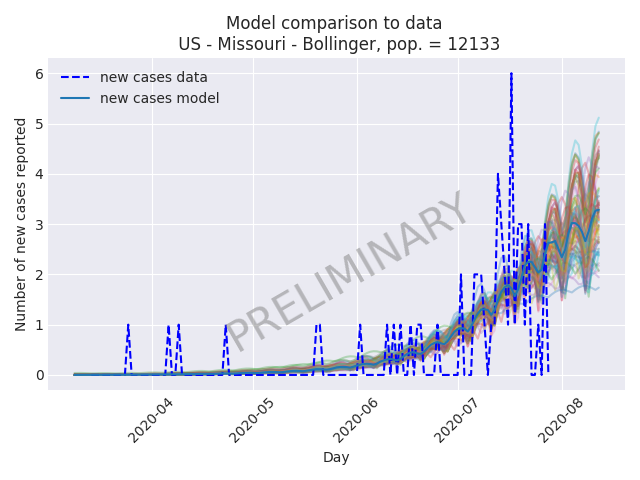 Model comparison to data
US - Missouri - Bollinger, pop. = 12133
new cases data
new cases model
Number of new cases reported
6
5
4
3
2
1
0
PRELIMINARY
2020-04
2020-05
2020-06
2020-07
2020-08
Day